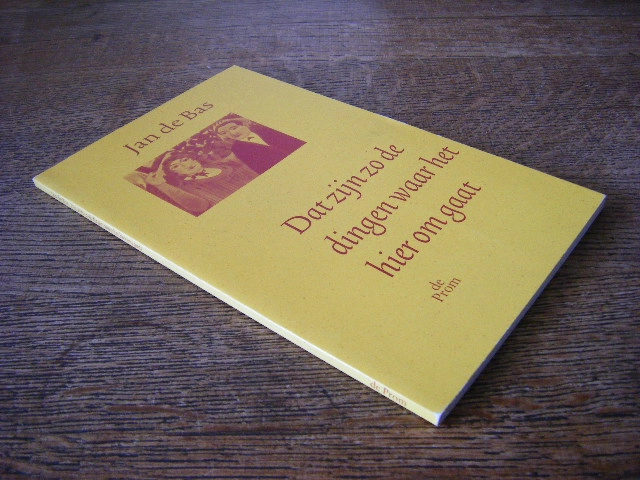 Jan de Bas
Dat zijn zo de
dingen waar het
hier om gaat
de
Prom
de Prom